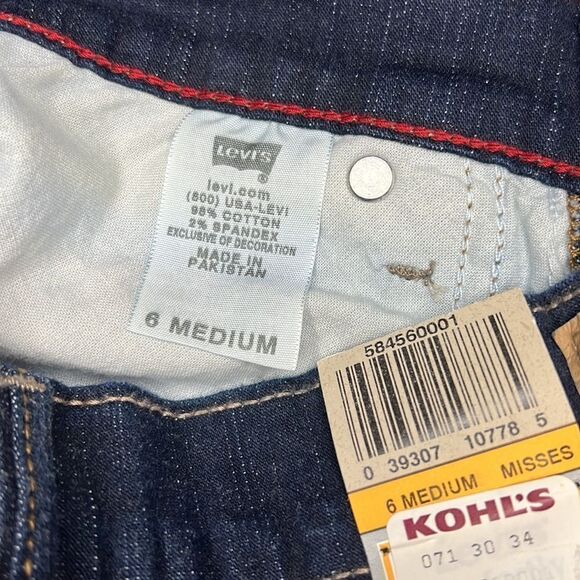 Levi's
®
levi.com
(800) USA-LEVI
98% COTTON
2% SPANDEX
EXCLUSIVE OF DECORATION
MADE IN
PAKISTAN
6 MEDIUM
584560001
0 39307 10778 5
6 MEDIUM MISSES
KOHL'S
071 30 34